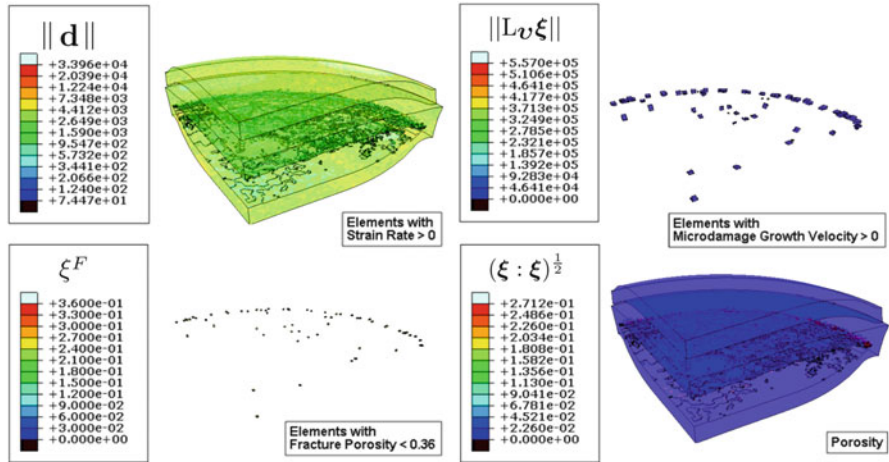 ∥ d ∥
+3.396e+04
+2.039e+04
+1.224e+04
+7.348e+03
+4.412e+03
+2.649e+03
+1.590e+03
+9.547e+02
+5.732e+02
+3.441e+02
+2.066e+02
+1.240e+02
+7.447e+01
Elements with
Strain Rate > 0
||Lυξ||
+5.570e+05
+5.106e+05
+4.641e+05
+4.177e+05
+3.713e+05
+3.249e+05
+2.785e+05
+2.321e+05
+1.857e+05
+1.392e+05
+9.283e+04
+4.641e+04
+0.000e+00
Elements with
Microdamage Growth Velocity > 0
ξ^F
+3.600e-01
+3.300e-01
+3.000e-01
+2.700e-01
+2.400e-01
+2.100e-01
+1.800e-01
+1.500e-01
+1.200e-01
+9.000e-02
+6.000e-02
+3.000e-02
+0.000e+00
Elements with
Fracture Porosity < 0.36
(ξ : ξ)^½
+2.712e-01
+2.486e-01
+2.260e-01
+2.034e-01
+1.808e-01
+1.582e-01
+1.356e-01
+1.130e-01
+9.041e-02
+6.781e-02
+4.521e-02
+2.260e-02
+0.000e+00
Porosity